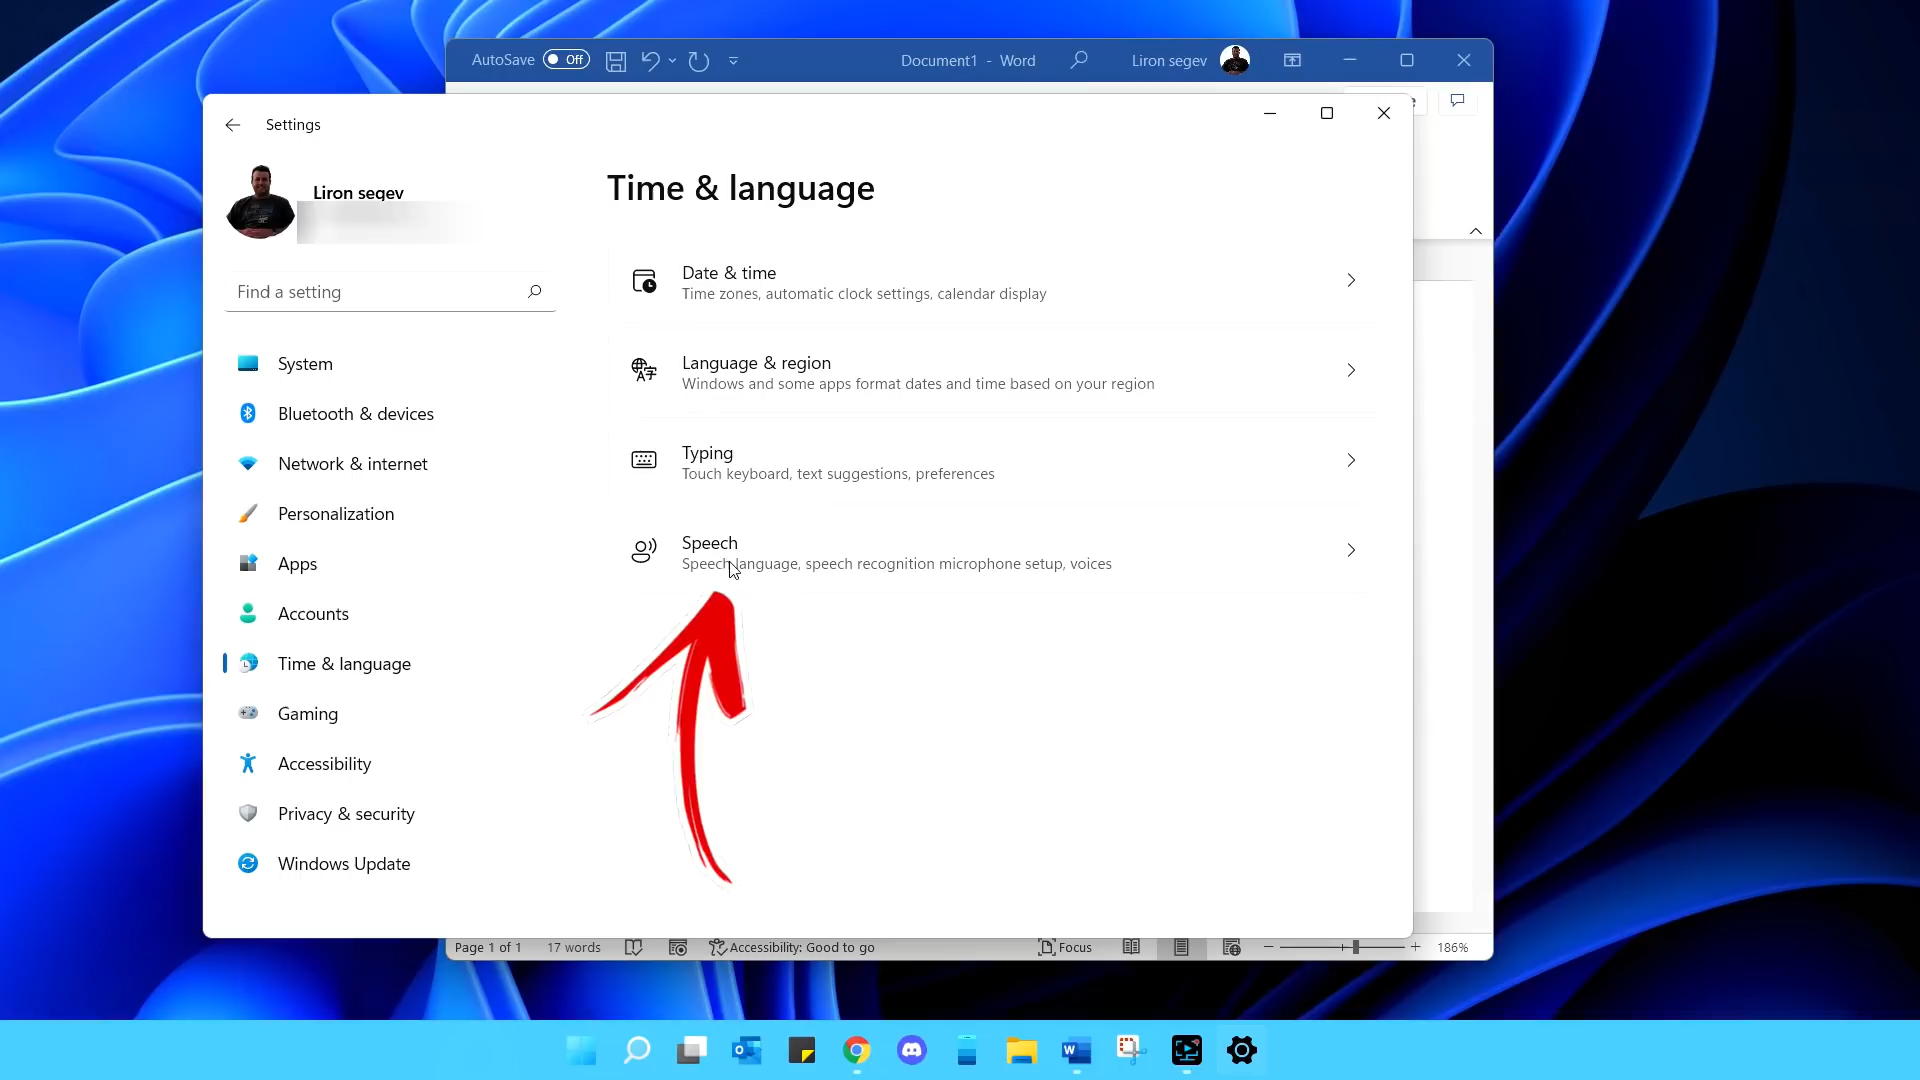 AutoSave Off Document1 - Word Liron segev
Settings
Liron segev
Find a setting
System
Bluetooth & devices
Network & internet
Personalization
Apps
Accounts
Time & language
Gaming
Accessibility
Privacy & security
Windows Update
Time & language
Date & time
Time zones, automatic clock settings, calendar display
Language & region
Windows and some apps format dates and time based on your region
Typing
Touch keyboard, text suggestions, preferences
Speech
Speech language, speech recognition microphone setup, voices
Page 1 of 1 17 words Accessibility: Good to go Focus 186%